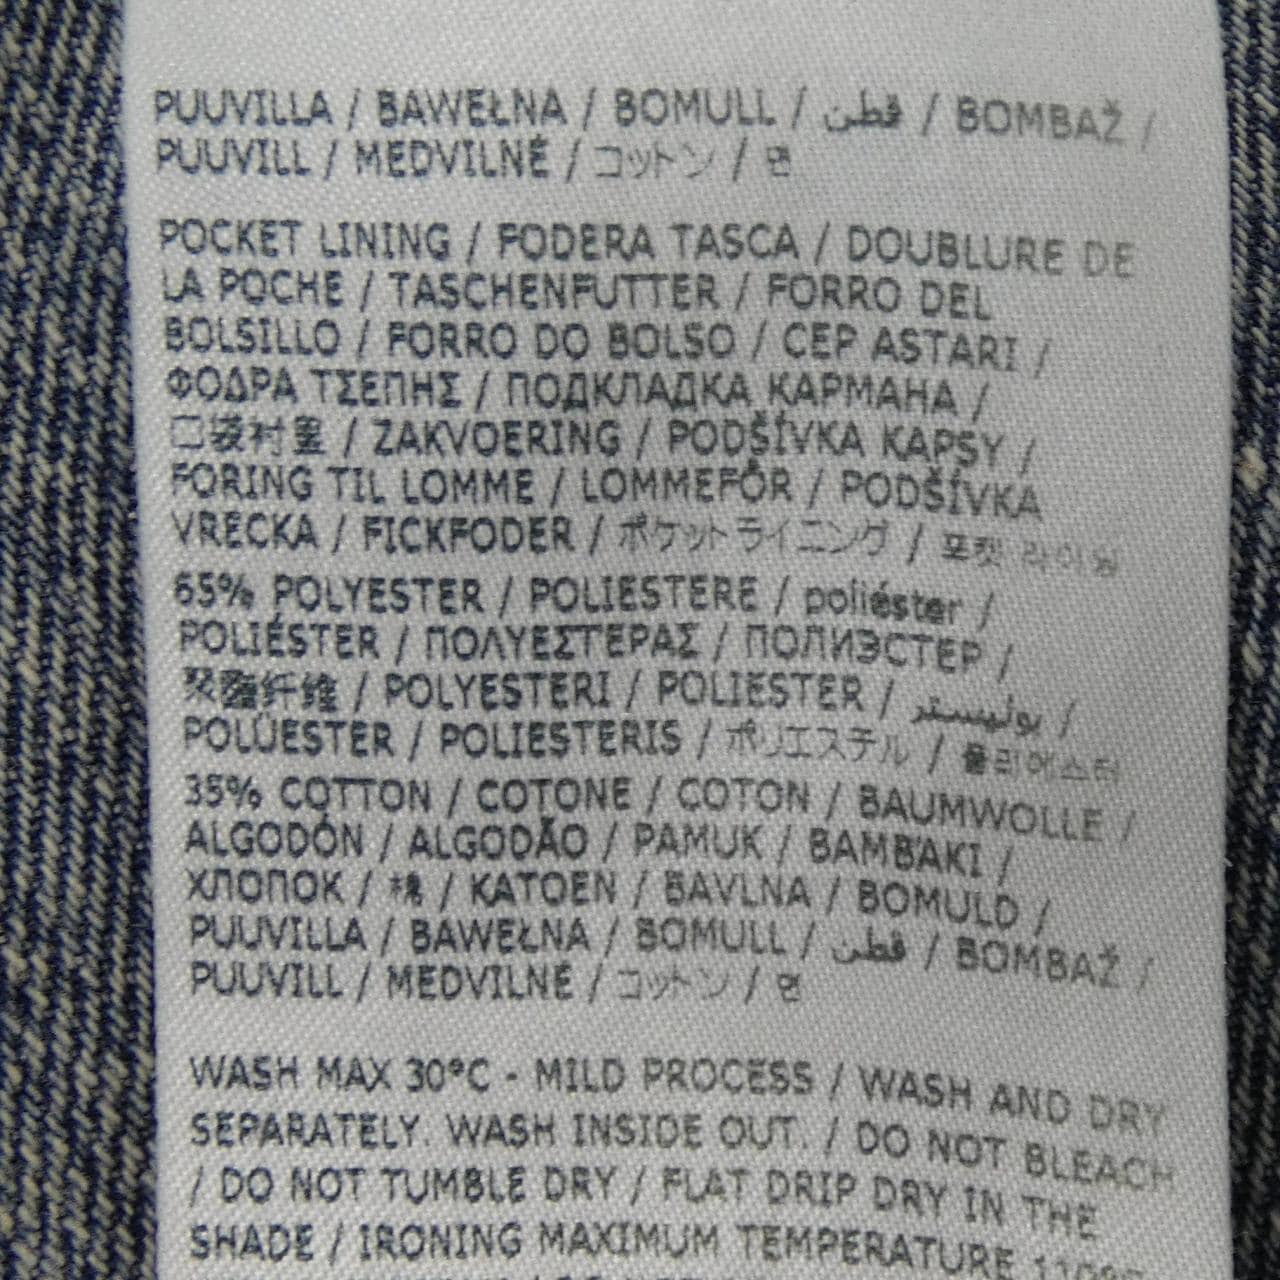 PUUVILLA / BAWEŁNA / BOMULL / قطن / BOMBAŽ /
PUUVILL / MEDVILNĖ / コットン / 면
POCKET LINING / FODERA TASCA / DOUBLURE DE
LA POCHE / TASCHENFUTTER / FORRO DEL
BOLSILLO / FORRO DO BOLSO / CEP ASTARI /
ΦΟΔΡΑ ΤΣΕΠΗΣ / ПОДКЛАДКА КАРМАНА /
口袋衬里 / ZAKVOERING / PODŠÍVKA KAPSY /
FORING TIL LOMME / LOMMEFÔR / PODŠÍVKA
VRECKA / FICKFODER / ポケットライニング / 포켓 라이닝
65% POLYESTER / POLIESTERE / poliéster /
POLIÉSTER / ΠΟΛΥΕΣΤΕΡΑΣ / ПОЛИЭСТЕР /
聚酯纤维 / POLYESTERI / POLIESTER / بوليستر /
POLÜESTER / POLIESTERIS / ポリエステル / 폴리에스터
35% COTTON / COTONE / COTON / BAUMWOLLE /
ALGODÓN / ALGODÃO / PAMUK / BAMBAKI /
ХЛОПОК / 棉 / KATOEN / BAVLNA / BOMULD /
PUUVILLA / BAWEŁNA / BOMULL / قطن / BOMBAŽ /
PUUVILL / MEDVILNĖ / コットン / 면
WASH MAX 30°C - MILD PROCESS / WASH AND DRY
SEPARATELY. WASH INSIDE OUT. / DO NOT BLEACH
/ DO NOT TUMBLE DRY / FLAT DRIP DRY IN THE
SHADE / IRONING MAXIMUM TEMPERATURE 110°C